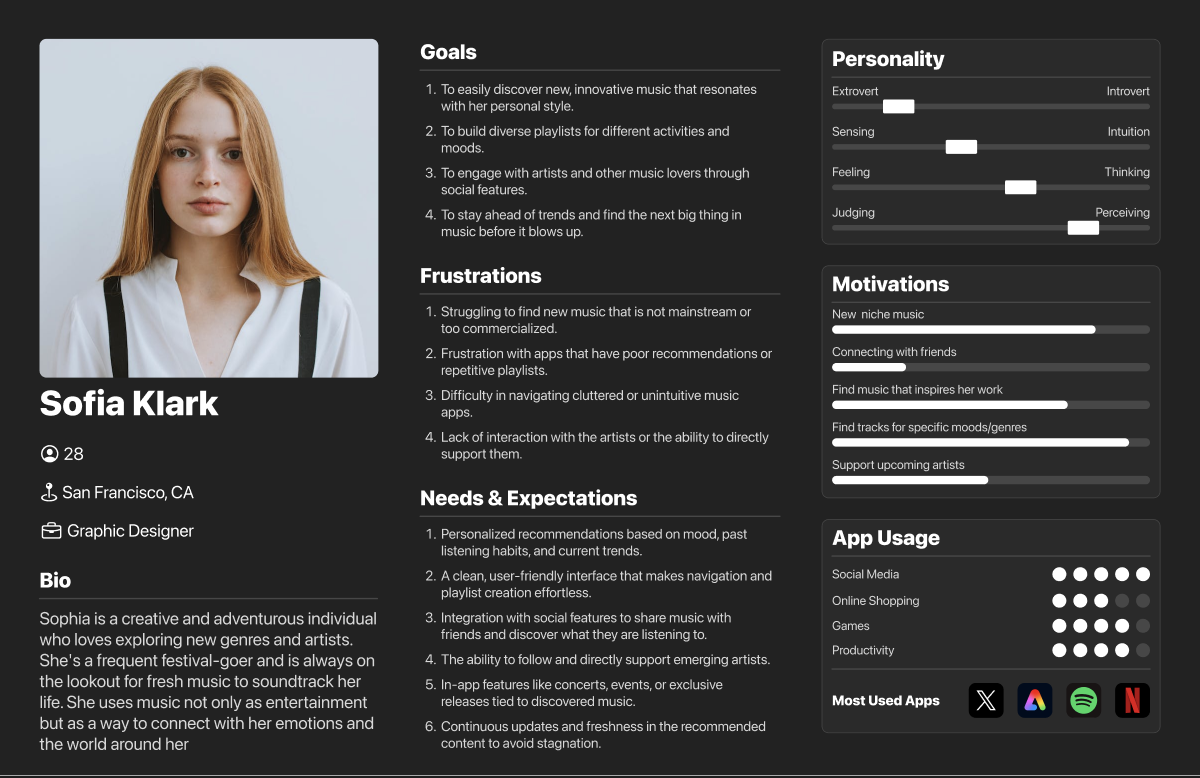 Sofia Klark
28
San Francisco, CA
Graphic Designer
Bio
Sophia is a creative and adventurous individual
who loves exploring new genres and artists.
She's a frequent festival-goer and is always on
the lookout for fresh music to soundtrack her
life. She uses music not only as entertainment
but as a way to connect with her emotions and
the world around her
Goals
1. To easily discover new, innovative music that resonates
with her personal style.
2. To build diverse playlists for different activities and
moods.
3. To engage with artists and other music lovers through
social features.
4. To stay ahead of trends and find the next big thing in
music before it blows up.
Frustrations
1. Struggling to find new music that is not mainstream or
too commercialized.
2. Frustration with apps that have poor recommendations or
repetitive playlists.
3. Difficulty in navigating cluttered or unintuitive music
apps.
4. Lack of interaction with the artists or the ability to directly
support them.
Needs & Expectations
1. Personalized recommendations based on mood, past
listening habits, and current trends.
2. A clean, user-friendly interface that makes navigation and
playlist creation effortless.
3. Integration with social features to share music with
friends and discover what they are listening to.
4. The ability to follow and directly support emerging artists.
5. In-app features like concerts, events, or exclusive
releases tied to discovered music.
6. Continuous updates and freshness in the recommended
content to avoid stagnation.
Personality
Extrovert Introvert
Sensing Intuition
Feeling Thinking
Judging Perceiving
Motivations
New  niche music
Connecting with friends
Find music that inspires her work
Find tracks for specific moods/genres
Support upcoming artists
App Usage
Social Media
Online Shopping
Games
Productivity
Most Used Apps